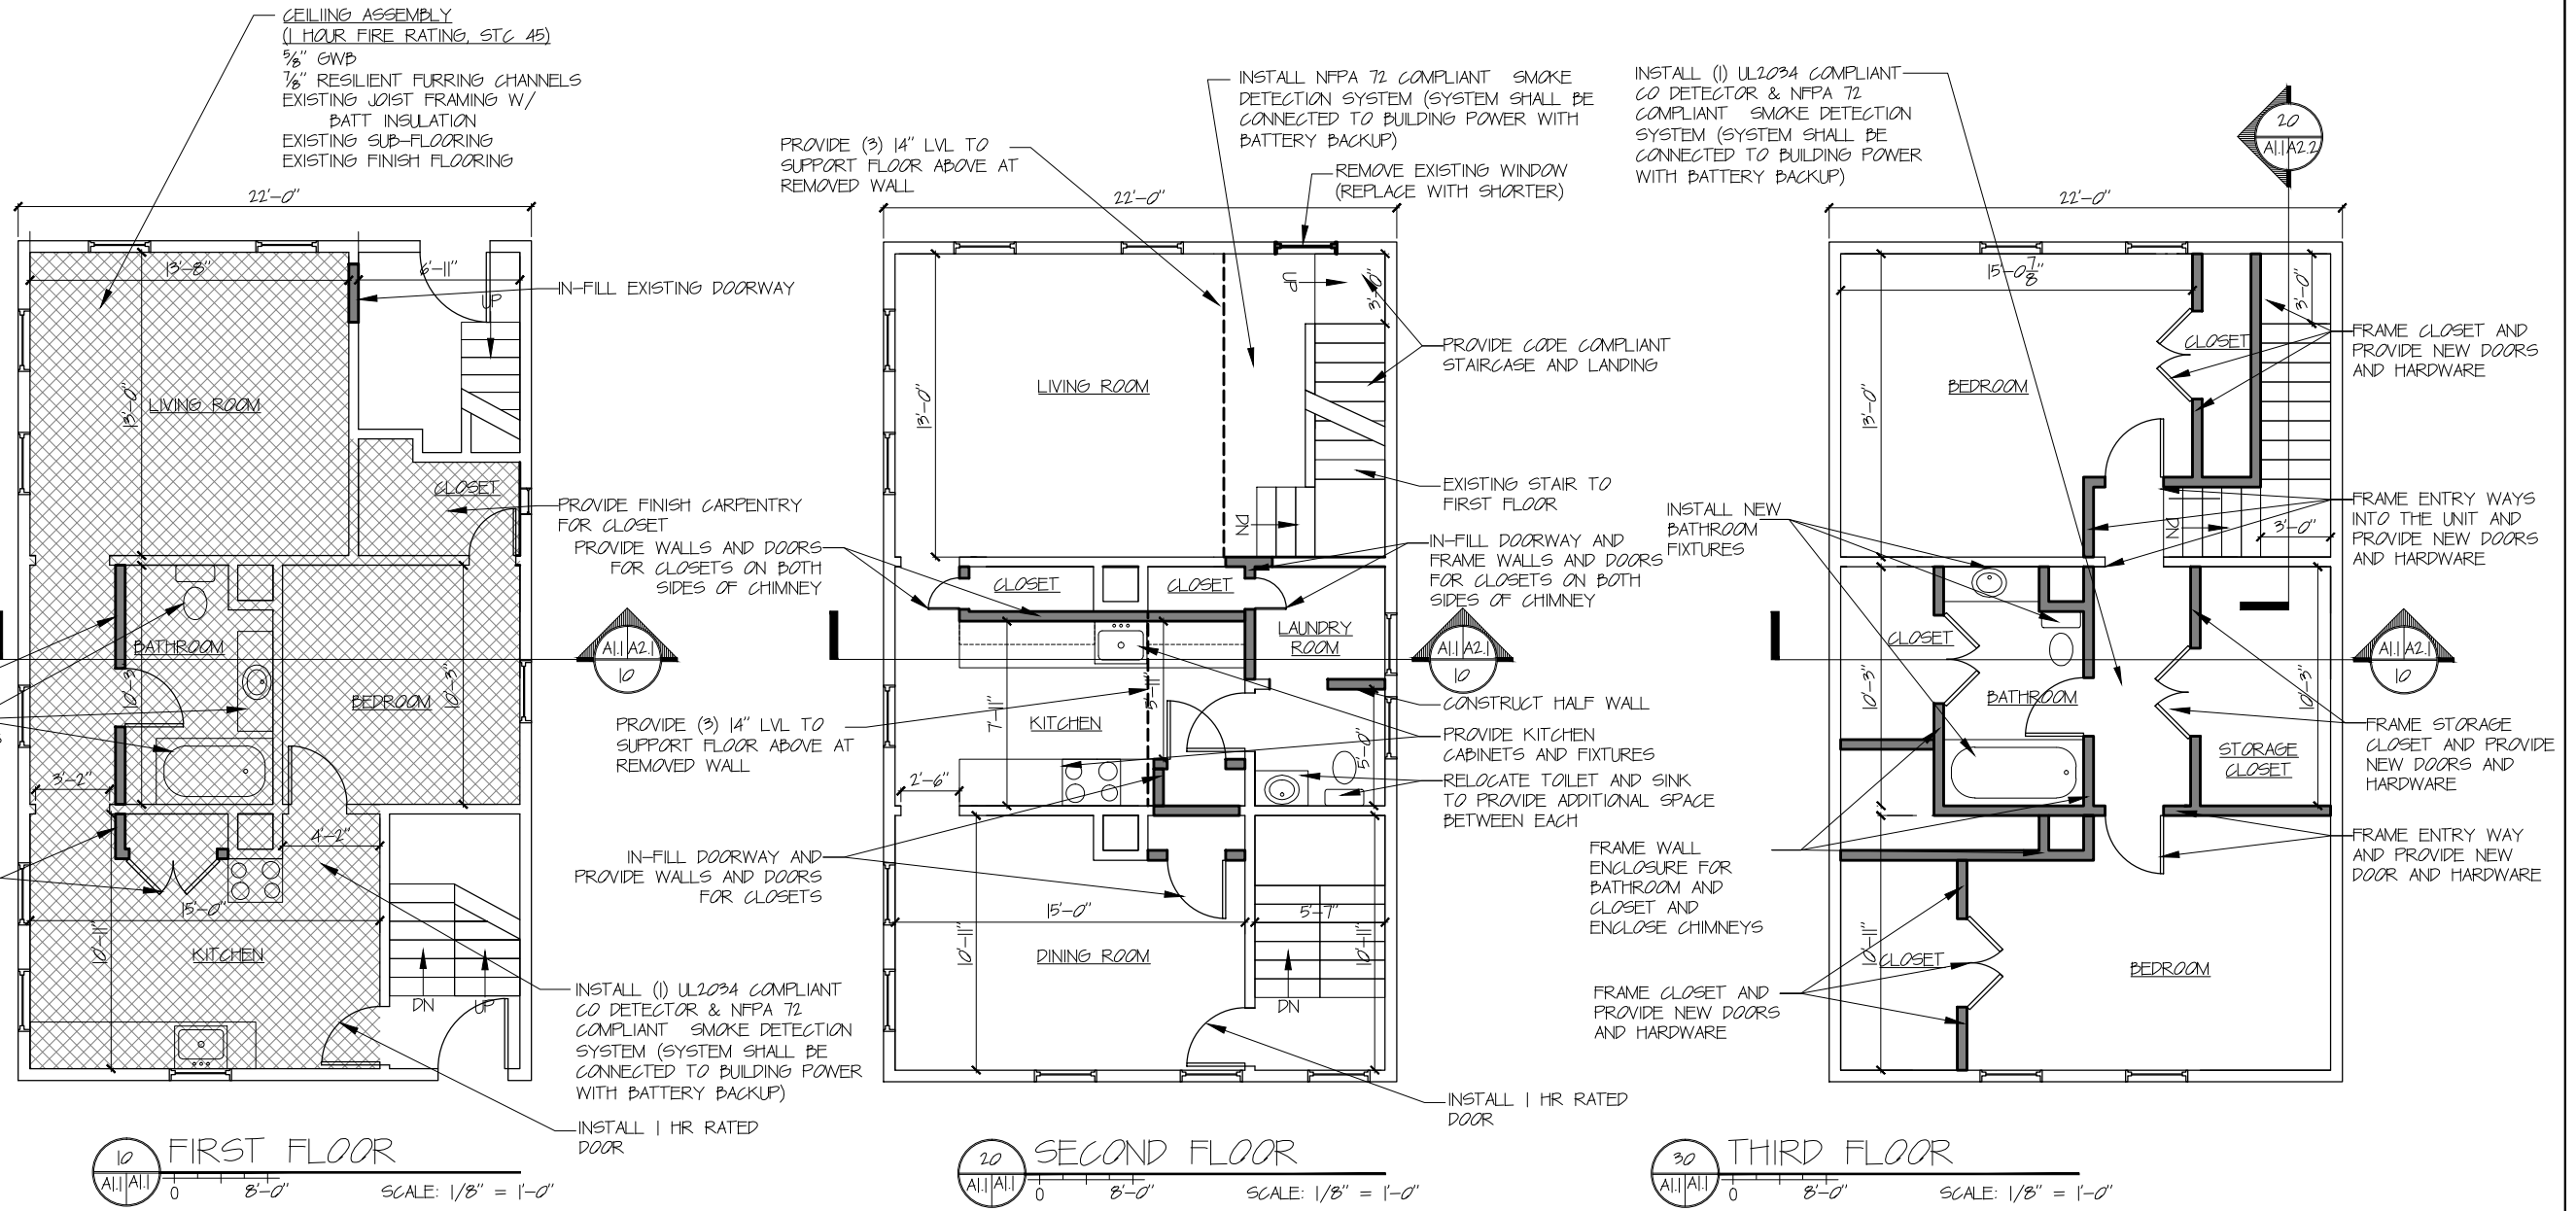 CEILIING ASSEMBLY
(1 HOUR FIRE RATING, STC 45)
5/8" GWB
7/8" RESILIENT FURRING CHANNELS
EXISTING JOIST FRAMING W/
BATT INSULATION
EXISTING SUB-FLOORING
EXISTING FINISH FLOORING
22'-0"
13'-8"
6'-11"
UP
IN-FILL EXISTING DOORWAY
LIVING ROOM
13'-0"
CLOSET
PROVIDE FINISH CARPENTRY
FOR CLOSET
BATHROOM
10'-3"
BEDROOM
10'-3"
A1.1 A2.1
10
3'-2"
4'-2"
15'-0"
10'-11"
KITCHEN
DN
UP
INSTALL (1) UL2034 COMPLIANT
CO DETECTOR & NFPA 72
COMPLIANT SMOKE DETECTION
SYSTEM (SYSTEM SHALL BE
CONNECTED TO BUILDING POWER
WITH BATTERY BACKUP)
INSTALL 1 HR RATED
DOOR
10
A1.1 A1.1
FIRST FLOOR
0
8'-0"
SCALE: 1/8" = 1'-0"
PROVIDE (3) 14" LVL TO
SUPPORT FLOOR ABOVE AT
REMOVED WALL
INSTALL NFPA 72 COMPLIANT SMOKE
DETECTION SYSTEM (SYSTEM SHALL BE
CONNECTED TO BUILDING POWER WITH
BATTERY BACKUP)
REMOVE EXISTING WINDOW
(REPLACE WITH SHORTER)
22'-0"
UP
3'-0"
PROVIDE CODE COMPLIANT
STAIRCASE AND LANDING
LIVING ROOM
13'-0"
EXISTING STAIR TO
FIRST FLOOR
DN
PROVIDE WALLS AND DOORS
FOR CLOSETS ON BOTH
SIDES OF CHIMNEY
IN-FILL DOORWAY AND
FRAME WALLS AND DOORS
FOR CLOSETS ON BOTH
SIDES OF CHIMNEY
CLOSET
CLOSET
LAUNDRY
ROOM
A1.1 A2.1
10
CONSTRUCT HALF WALL
PROVIDE (3) 14" LVL TO
SUPPORT FLOOR ABOVE AT
REMOVED WALL
7'-11"
KITCHEN
5'-11"
PROVIDE KITCHEN
CABINETS AND FIXTURES
2'-6"
5'-0"
RELOCATE TOILET AND SINK
TO PROVIDE ADDITIONAL SPACE
BETWEEN EACH
IN-FILL DOORWAY AND
PROVIDE WALLS AND DOORS
FOR CLOSETS
15'-0"
5'-7"
10'-11"
10'-11"
DINING ROOM
DN
INSTALL 1 HR RATED
DOOR
20
A1.1 A1.1
SECOND FLOOR
0
8'-0"
SCALE: 1/8" = 1'-0"
INSTALL (1) UL2034 COMPLIANT
CO DETECTOR & NFPA 72
COMPLIANT SMOKE DETECTION
SYSTEM (SYSTEM SHALL BE
CONNECTED TO BUILDING POWER
WITH BATTERY BACKUP)
20
A1.1 A2.2
22'-0"
15'-0 7/8"
3'-0"
CLOSET
FRAME CLOSET AND
PROVIDE NEW DOORS
AND HARDWARE
BEDROOM
13'-0"
INSTALL NEW
BATHROOM
FIXTURES
DN
3'-0"
FRAME ENTRY WAYS
INTO THE UNIT AND
PROVIDE NEW DOORS
AND HARDWARE
CLOSET
10'-3"
BATHROOM
10'-3"
A1.1 A2.1
10
STORAGE
CLOSET
FRAME STORAGE
CLOSET AND PROVIDE
NEW DOORS AND
HARDWARE
FRAME WALL
ENCLOSURE FOR
BATHROOM AND
CLOSET AND
ENCLOSE CHIMNEYS
FRAME ENTRY WAY
AND PROVIDE NEW
DOOR AND HARDWARE
10'-11"
CLOSET
BEDROOM
FRAME CLOSET AND
PROVIDE NEW DOORS
AND HARDWARE
30
A1.1 A1.1
THIRD FLOOR
0
8'-0"
SCALE: 1/8" = 1'-0"